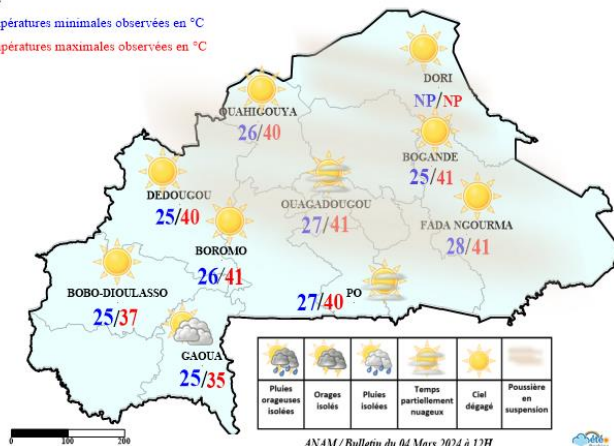 pératures minimales observées en °C
pératures maximales observées en °C
DORI
NP/NP
OUAHIGOUYA
26/40
BOGANDE
25/41
DEDOUGOU
25/40
OUAGADOUGOU
27/41
FADA NGOURMA
28/41
BOROMO
26/41
BOBO-DIOULASSO
25/37
27/40 PO
GAOUA
25/35
Pluies orageuses isolées
Orages isolés
Pluies isolées
Temps partiellement nuageux
Ciel dégagé
Poussière en suspension
0 100 200
ANAM / Bulletin du 04 Mars 2024 à 12H